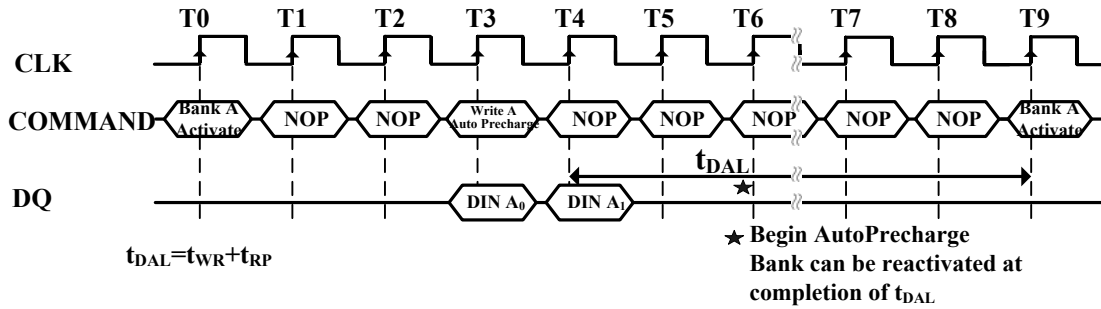 T0 T1 T2 T3 T4 T5 T6 T7 T8 T9
CLK
COMMAND
Bank A
Activate
NOP
NOP
Write A
Auto Precharge
NOP
NOP
NOP
NOP
NOP
Bank A
Activate
tDAL
DQ
DIN A0
DIN A1
tDAL=tWR+tRP
★ Begin AutoPrecharge
Bank can be reactivated at
completion of tDAL